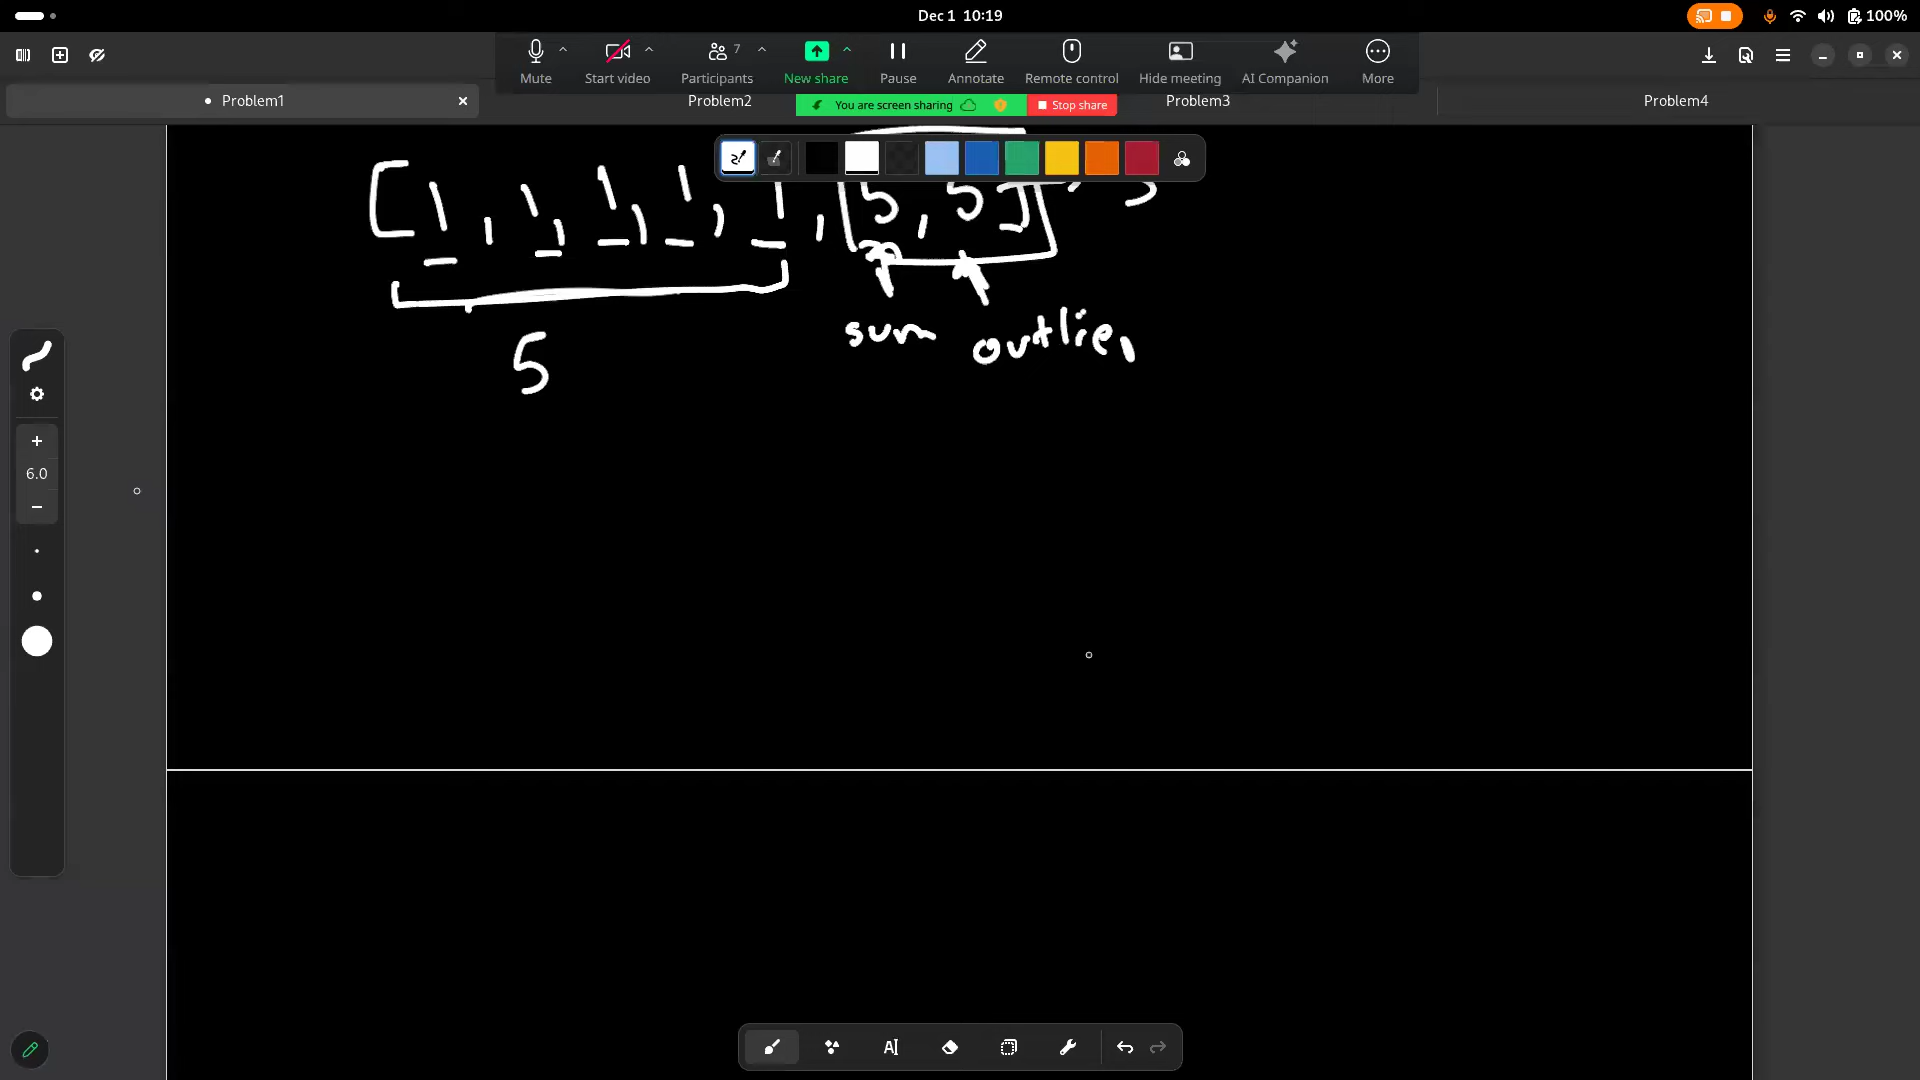 Dec 1 10:19
100%
Mute
Start video
7
Participants
New share
Pause
Annotate
Remote control
Hide meeting
AI Companion
More
Problem1
Problem2
You are screen sharing
Stop share
Problem3
Problem4
[1, 1, 1, 1, 1, [5, 5]]
sum outlier
5
6.0